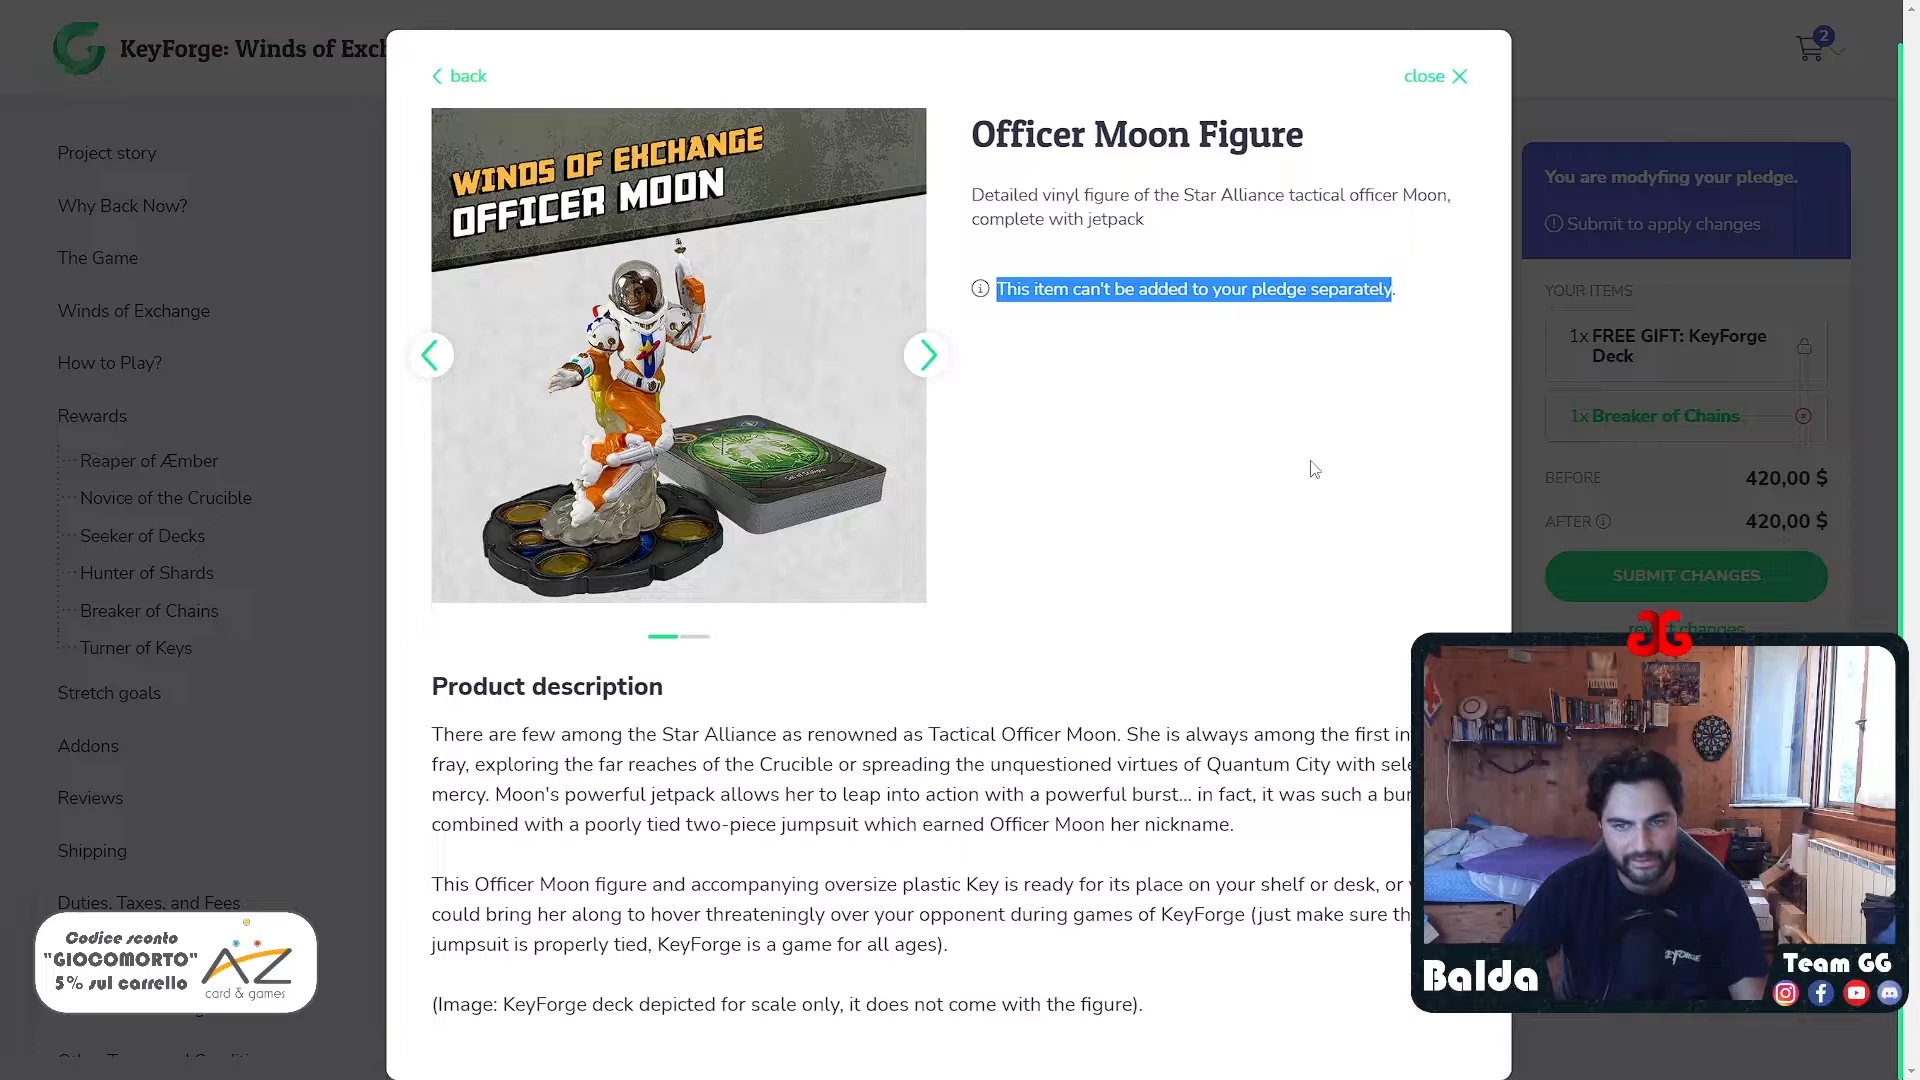 KeyForge: Winds of Exch
2
back
close
WINDS OF EXCHANGE
OFFICER MOON
Officer Moon Figure
Detailed vinyl figure of the Star Alliance tactical officer Moon,
complete with jetpack
This item can't be added to your pledge separately.
Project story
Why Back Now?
The Game
Winds of Exchange
How to Play?
Rewards
Reaper of Æmber
Novice of the Crucible
Seeker of Decks
Hunter of Shards
Breaker of Chains
Turner of Keys
Stretch goals
Addons
Reviews
Shipping
Duties, Taxes, and Fees
You are modyfing your pledge.
Submit to apply changes
YOUR ITEMS
1x FREE GIFT: KeyForge
Deck
1x Breaker of Chains
BEFORE 420,00 $
AFTER 420,00 $
SUBMIT CHANGES
revert changes
Product description
There are few among the Star Alliance as renowned as Tactical Officer Moon. She is always among the first in
fray, exploring the far reaches of the Crucible or spreading the unquestioned virtues of Quantum City with sele
mercy. Moon's powerful jetpack allows her to leap into action with a powerful burst... in fact, it was such a bur
combined with a poorly tied two-piece jumpsuit which earned Officer Moon her nickname.
This Officer Moon figure and accompanying oversize plastic Key is ready for its place on your shelf or desk, or
could bring her along to hover threateningly over your opponent during games of KeyForge (just make sure th
jumpsuit is properly tied, KeyForge is a game for all ages).
(Image: KeyForge deck depicted for scale only, it does not come with the figure).
Codice sconto
"GIOCOMORTO"
5% sul carrello
AZ
card & games
GG
Balda
Team GG